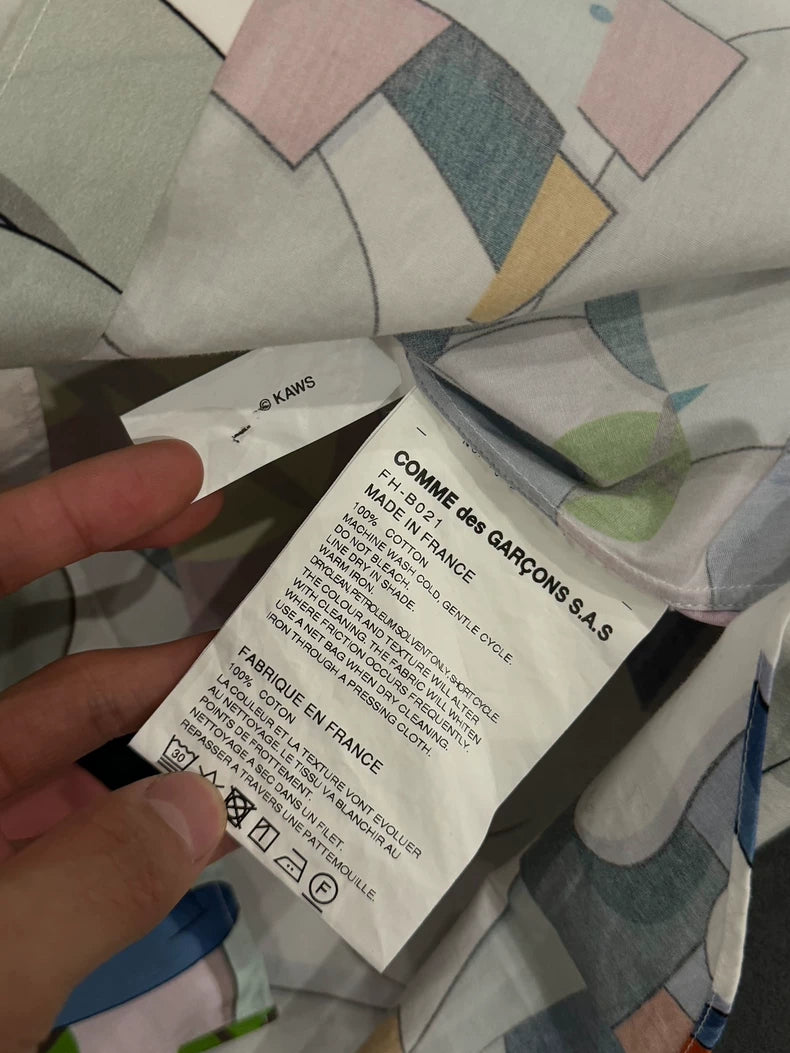 © KAWS
COMME des GARÇONS S.A.S
FH-B021
MADE IN FRANCE
100% COTTON
MACHINE WASH COLD, GENTLE CYCLE.
DO NOT BLEACH.
LINE DRY IN SHADE.
WARM IRON.
DRYCLEAN, PETROLEUM SOLVENT ONLY-SHORT CYCLE
THE COLOUR AND TEXTURE WILL ALTER
WITH CLEANING. THE FABRIC WILL WHITEN
WHERE FRICTION OCCURS FREQUENTLY.
USE A NET BAG WHEN DRY CLEANING.
IRON THROUGH A PRESSING CLOTH.
FABRIQUE EN FRANCE
100% COTON
LA COULEUR ET LA TEXTURE VONT EVOLUER
AU NETTOYAGE. LE TISSU VA BLANCHIR AU
POINTS DE FROTTEMENT.
NETTOYAGE A SEC DANS UN FILET.
REPASSER A TRAVERS UNE PATTEMOUILLE.
30
F